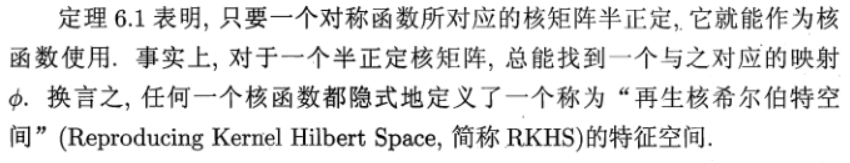 定理 6.1 表明, 只要一个对称函数所对应的核矩阵半正定, 它就能作为核
函数使用. 事实上, 对于一个半正定核矩阵, 总能找到一个与之对应的映射
ϕ. 换言之, 任何一个核函数都隐式地定义了一个称为“再生核希尔伯特空
间”(Reproducing Kernel Hilbert Space, 简称 RKHS)的特征空间.